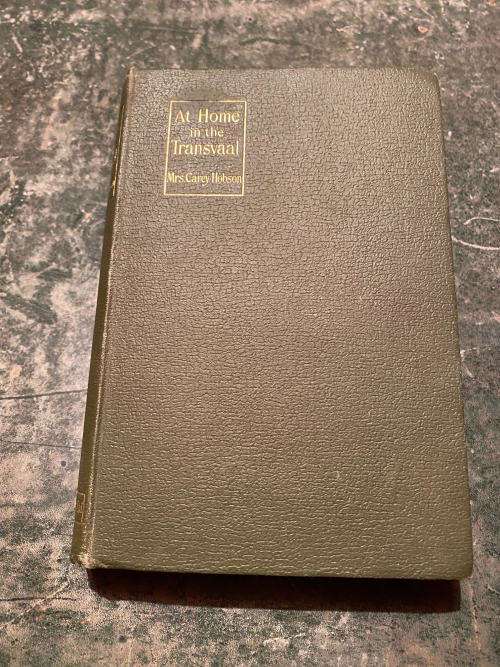 At Home
in the
Transvaal
Mrs. Carey Hobson